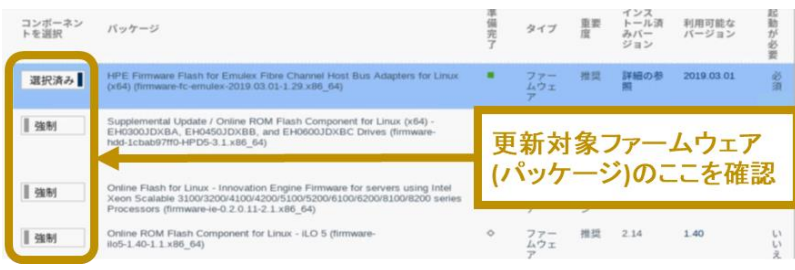 コンポーネン
トを選択
パッケージ
準備完了
タイプ
重要
度
インス
トール済
みバー
ジョン
利用可能な
バージョン
起動が必要
選択済み
HPE Firmware Flash for Emulex Fibre Channel Host Bus Adapters for Linux
(x64) (firmware-fc-emulex-2019.03.01-1.29.x86_64)
ファー
ムウェ
ア
推奨
詳細の参
照
2019.03.01
必須
強制
Supplemental Update / Online ROM Flash Component for Linux (x64) -
EH0300JDXBA, EH0450JDXBB, and EH0600JDXBC Drives (firmware-
hdd-1cbab97ff0-HPD5-3.1.x86_64)
更新対象ファームウェア
(パッケージ)のここを確認
強制
Online Flash for Linux - Innovation Engine Firmware for servers using Intel
Xeon Scalable 3100/3200/4100/4200/5100/5200/6100/6200/8100/8200 series
Processors (firmware-ie-0.2.0.11-2.1.x86_64)
強制
Online ROM Flash Component for Linux - iLO 5 (firmware-
ilo5-1.40-1.1.x86_64)
ファー
ムウェ
ア
推奨
2.14
1.40
いいえ